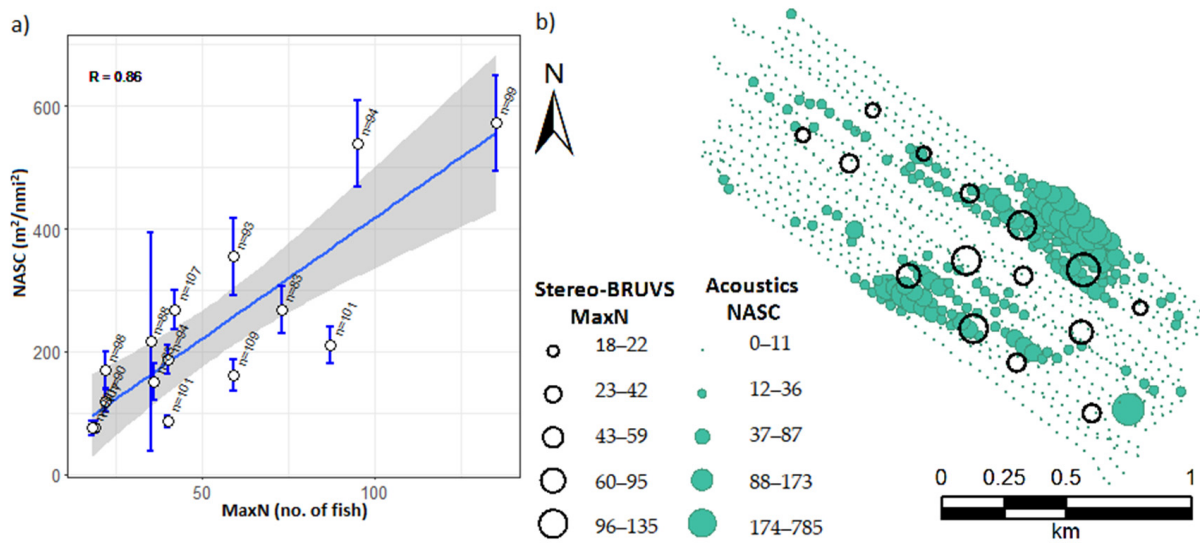 a)
R = 0.86
NASC (m²/nmi²)
600
400
200
0
50
100
MaxN (no. of fish)
n=99
n=94
n=93
n=107
n=83
n=88
n=94
n=101
n=109
n=98
n=90
n=101
b)
N
Stereo-BRUVS
MaxN
18–22
23–42
43–59
60–95
96–135
Acoustics
NASC
0–11
12–36
37–87
88–173
174–785
0 0.25 0.5 1
km